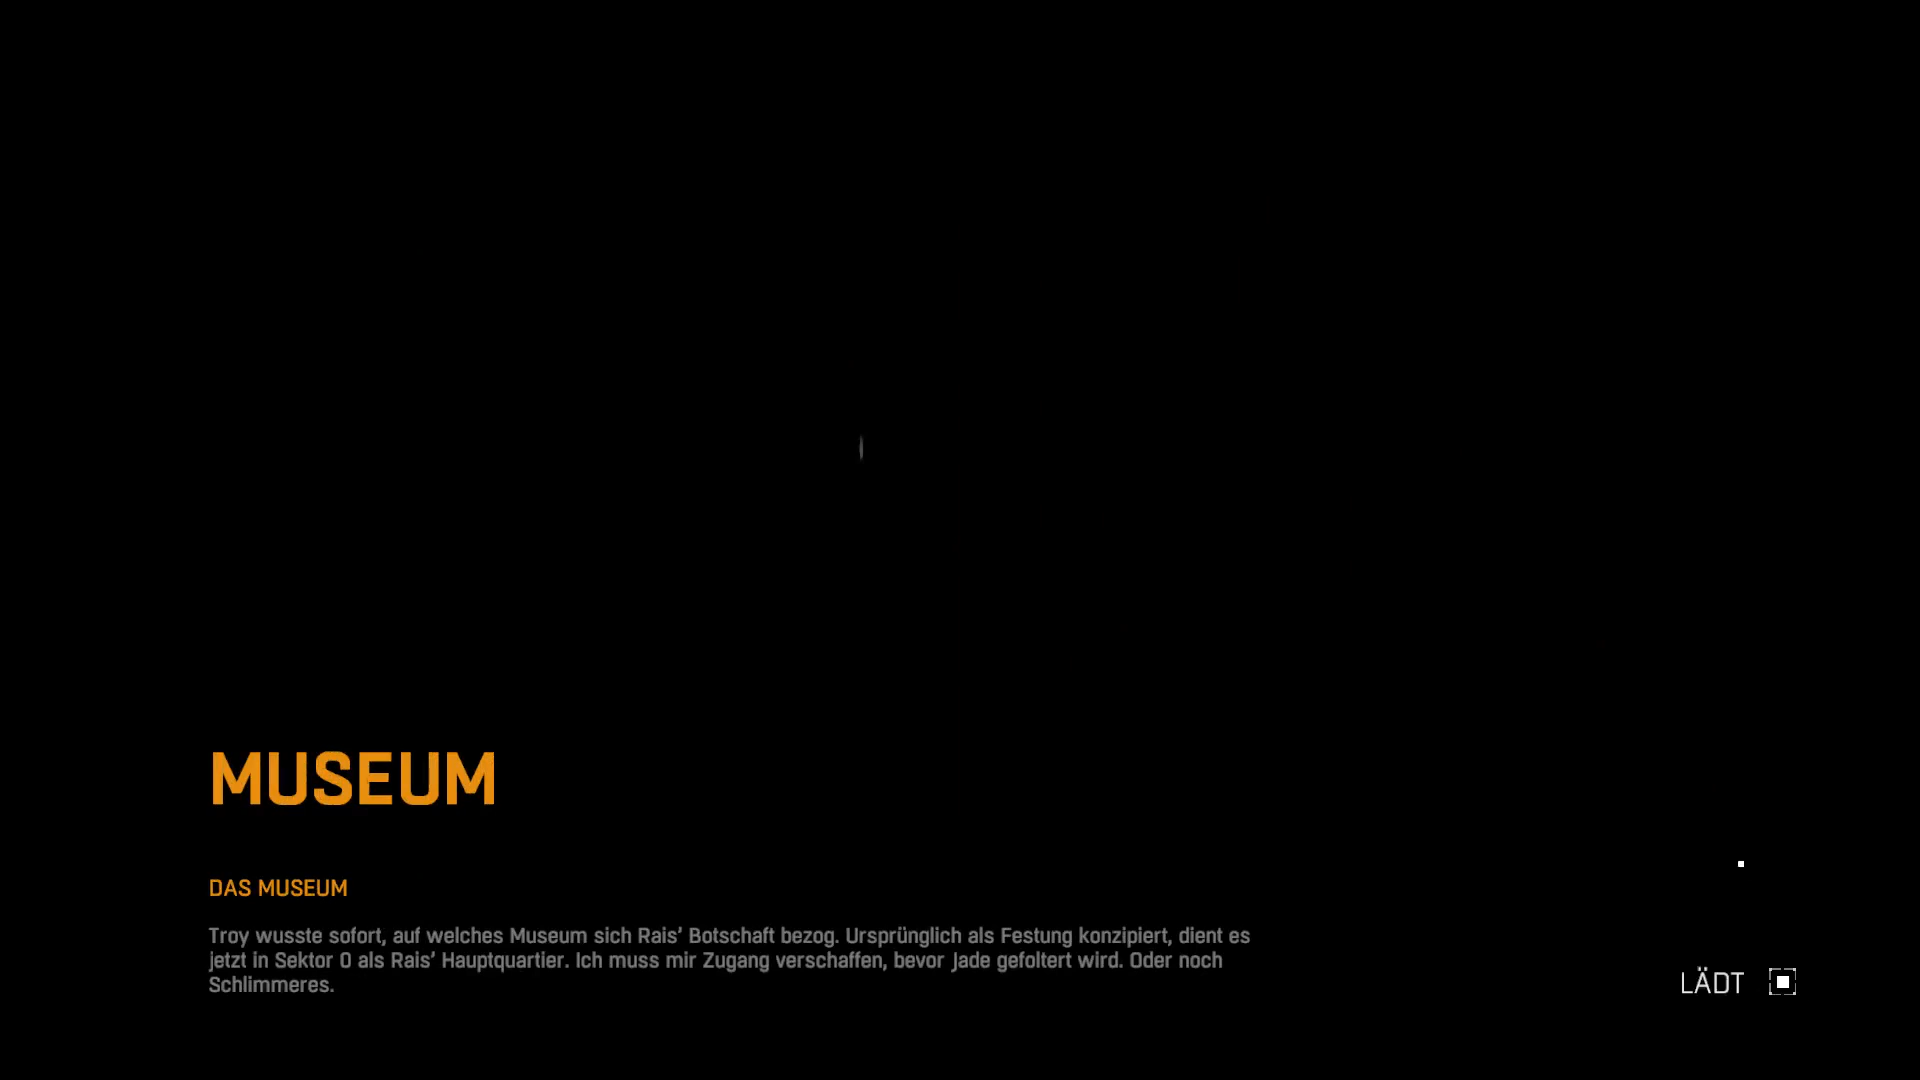 MUSEUM
DAS MUSEUM
Troy wusste sofort, auf welches Museum sich Rais' Botschaft bezog. Ursprünglich als Festung konzipiert, dient es
jetzt in Sektor 0 als Rais' Hauptquartier. Ich muss mir Zugang verschaffen, bevor Jade gefoltert wird. Oder noch
Schlimmeres.
LÄDT